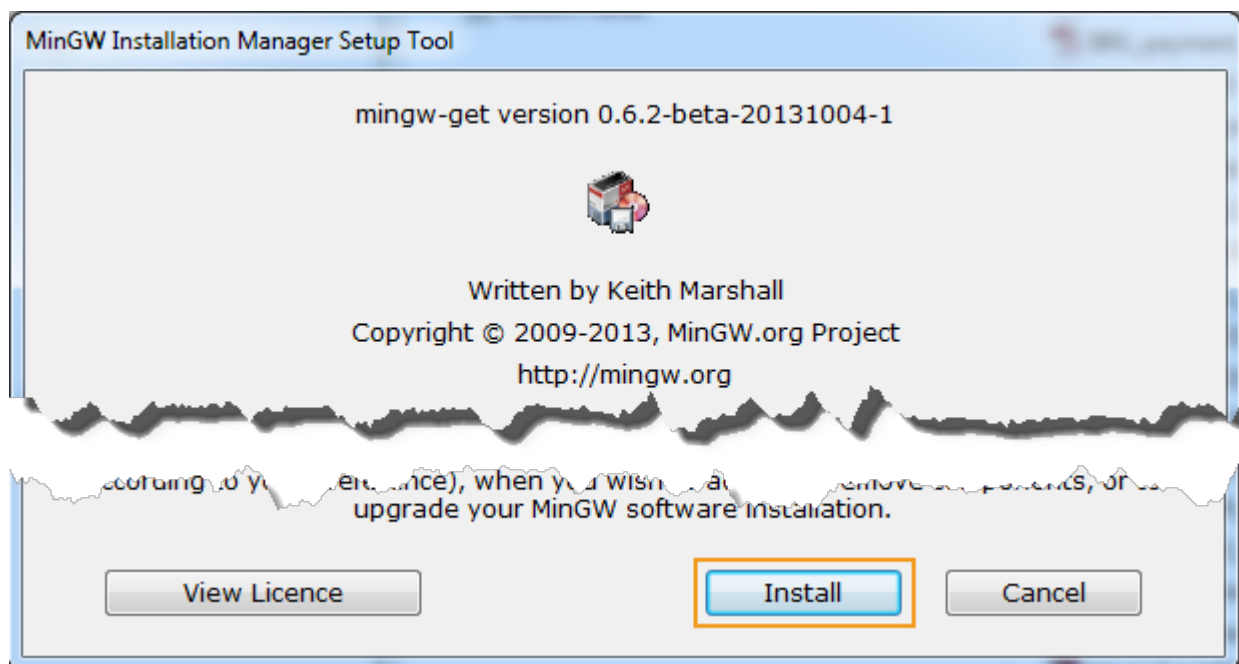 MinGW Installation Manager Setup Tool
mingw-get version 0.6.2-beta-20131004-1
Written by Keith Marshall
Copyright © 2009-2013, MinGW.org Project
http://mingw.org
when you
upgrade your MinGW software installation.
View Licence
Install
Cancel